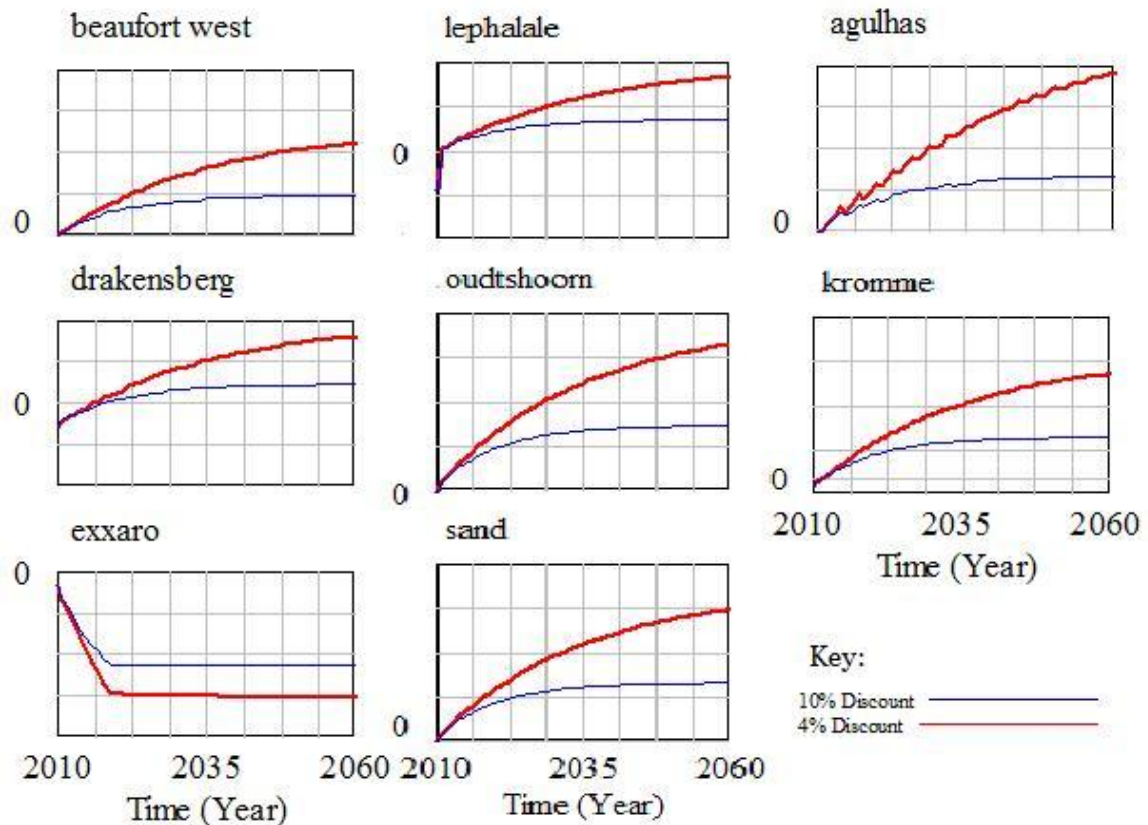 beaufort west
lephalale
agulhas
0
0
0
drakensberg
oudtshoorn
kromme
0
0
0
2010 2035 2060
Time (Year)
exxaro
sand
0
0
2010 2035 2060
Time (Year)
2010 2035 2060
Time (Year)
Key:
10% Discount
4% Discount